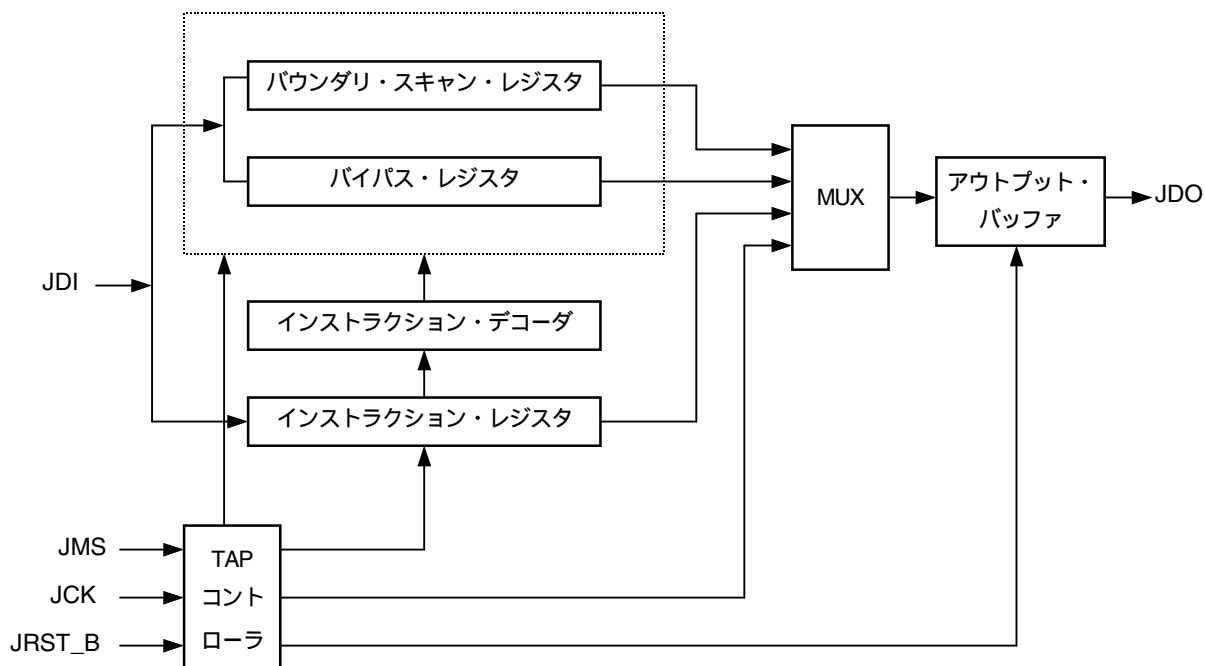 バウンダリ・スキャン・レジスタ
バイパス・レジスタ
MUX
アウトプット・
バッファ
JDO
JDI
インストラクション・デコーダ
インストラクション・レジスタ
JMS
JCK
JRST_B
TAP
コント
ローラ